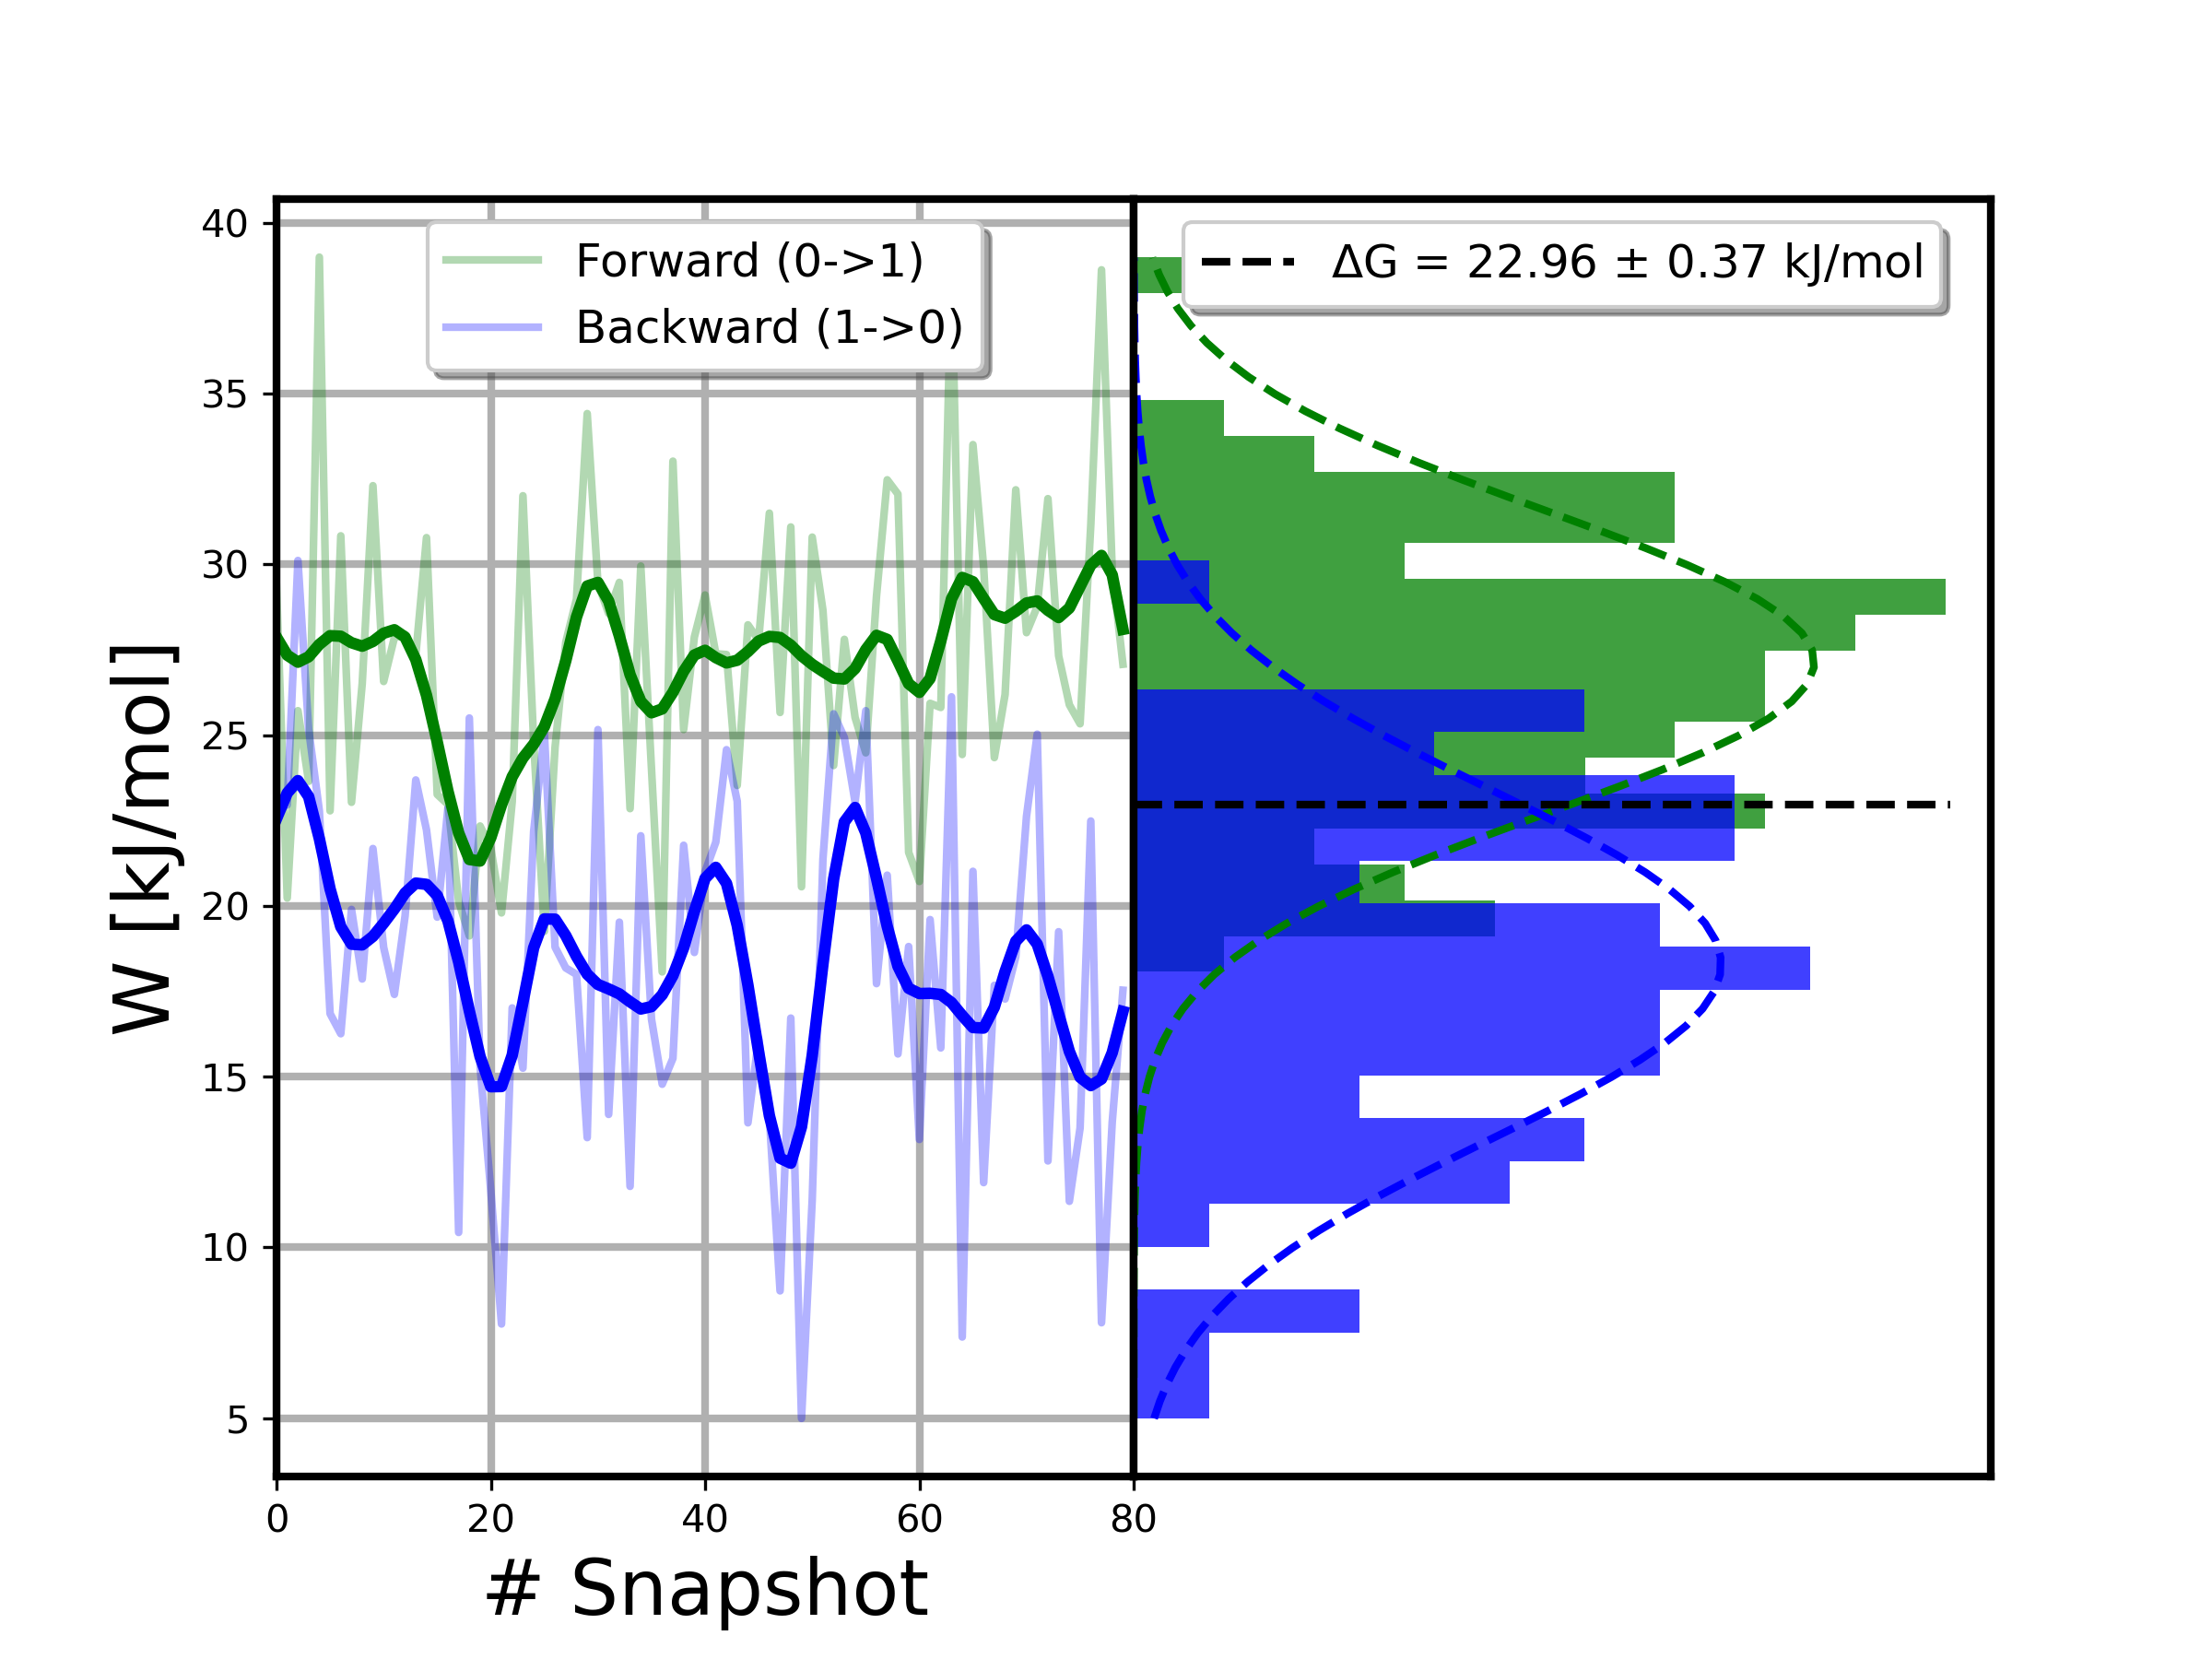 Forward (0->1)
Backward (1->0)
ΔG = 22.96 ± 0.37 kJ/mol
W [kJ/mol]
40
35
30
25
20
15
10
5
0
20
40
60
80
# Snapshot